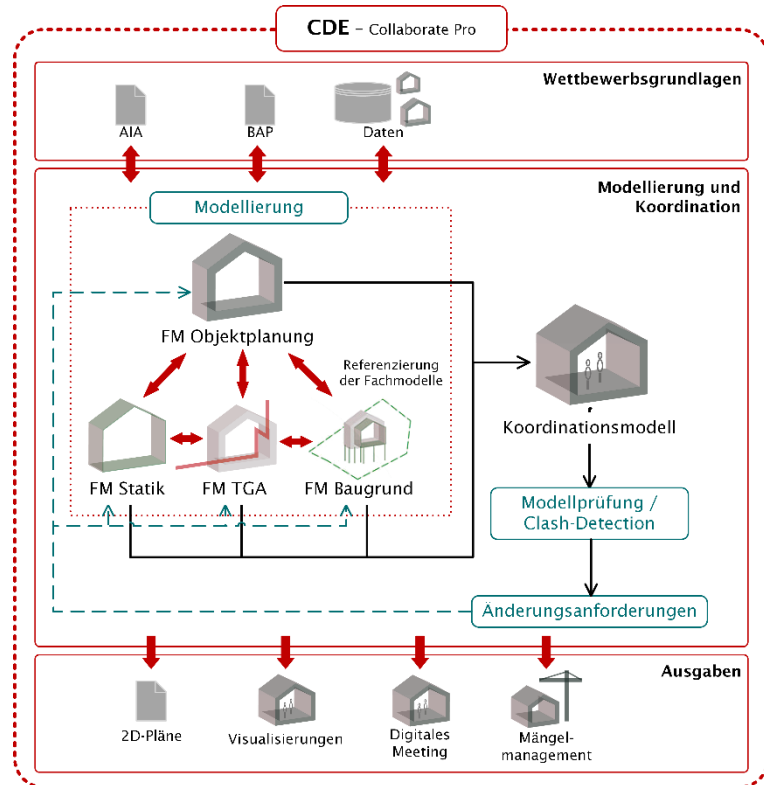 CDE – Collaborate Pro
Wettbewerbsgrundlagen
AIA
BAP
Daten
Modellierung und
Koordination
Modellierung
FM Objektplanung
Referenzierung
der Fachmodelle
FM Statik
FM TGA
FM Baugrund
Koordinationsmodell
Modellprüfung /
Clash-Detection
Änderungsanforderungen
Ausgaben
2D-Pläne
Visualisierungen
Digitales
Meeting
Mängel-
management